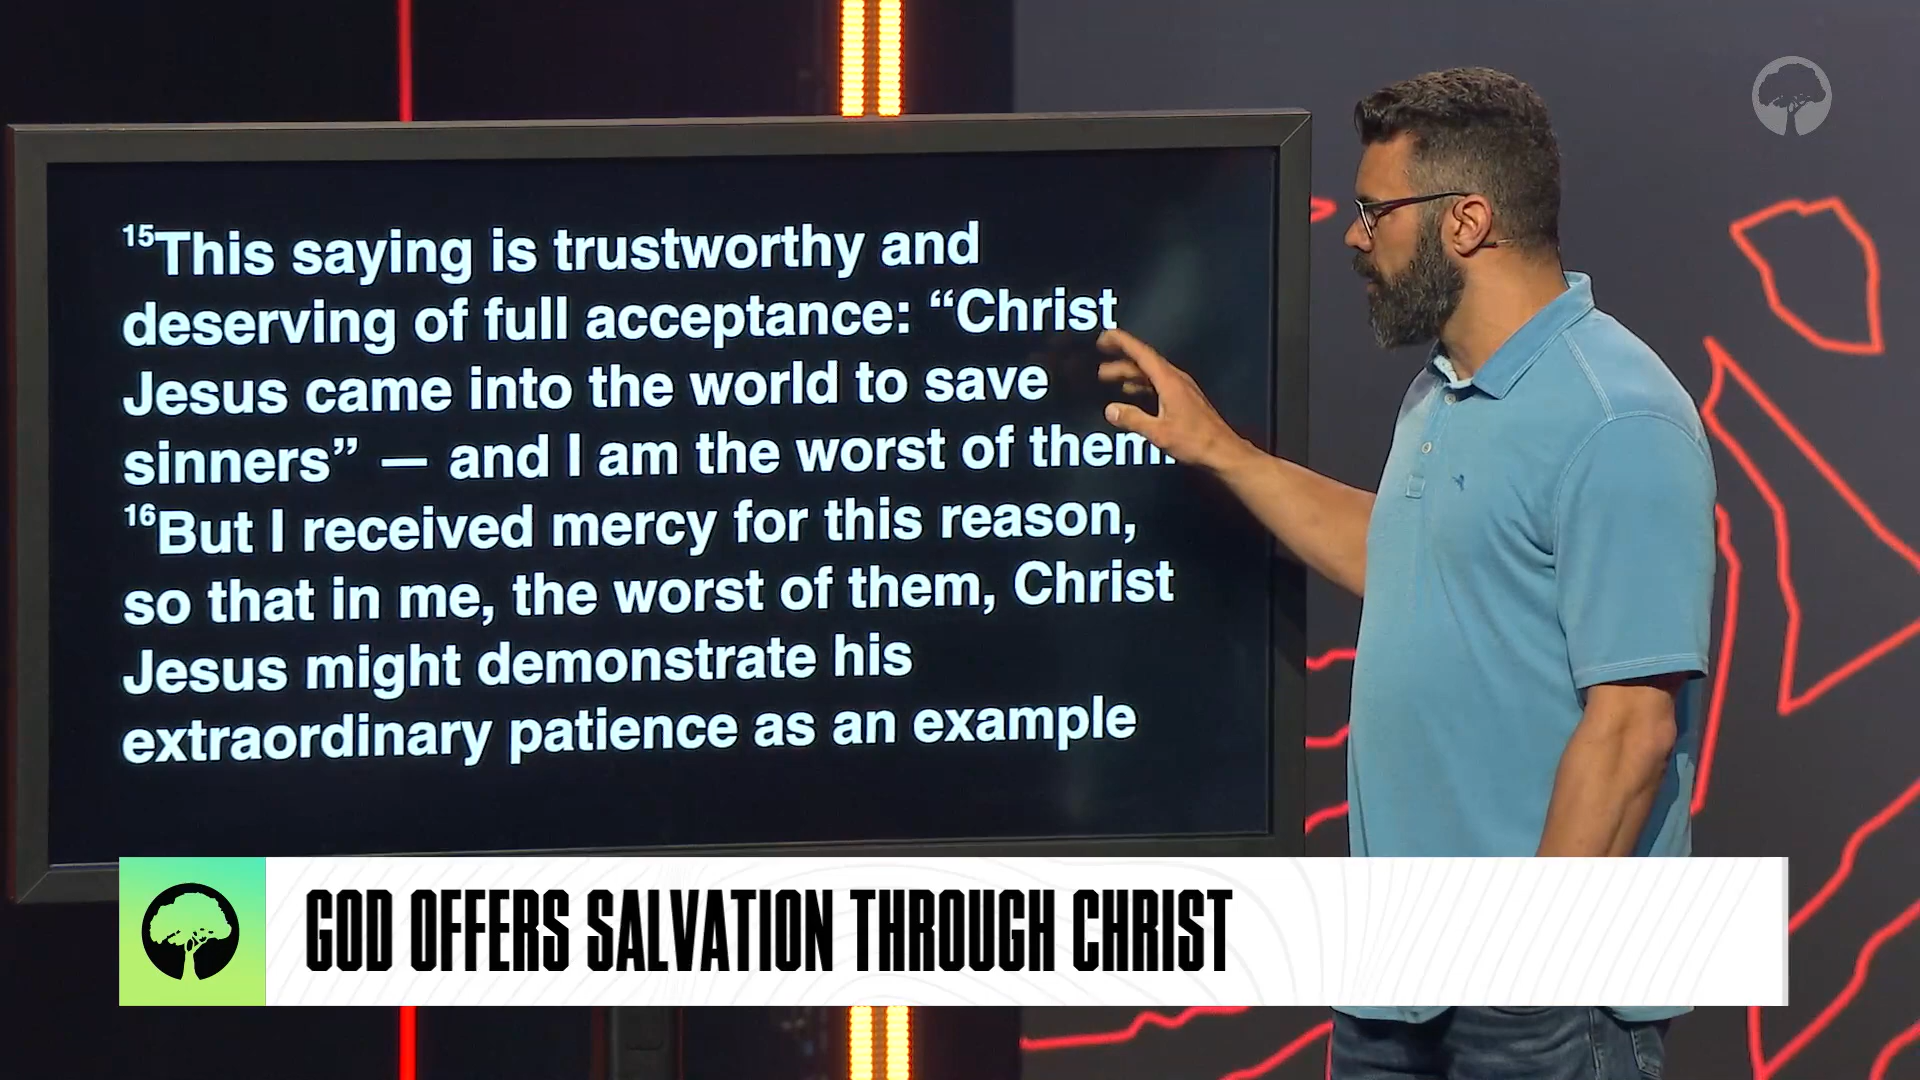 15This saying is trustworthy and
deserving of full acceptance: “Christ
Jesus came into the world to save
sinners” — and I am the worst of them.
16But I received mercy for this reason,
so that in me, the worst of them, Christ
Jesus might demonstrate his
extraordinary patience as an example
GOD OFFERS SALVATION THROUGH CHRIST